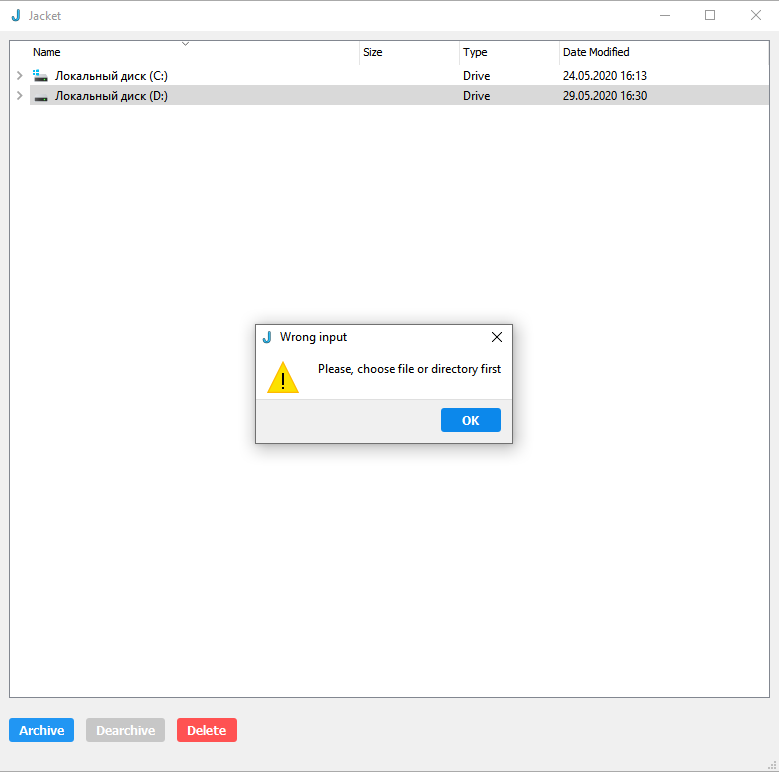 Jacket
Name Size Type Date Modified
Локальный диск (C:) Drive 24.05.2020 16:13
Локальный диск (D:) Drive 29.05.2020 16:30
Wrong input
Please, choose file or directory first
OK
Archive Dearchive Delete